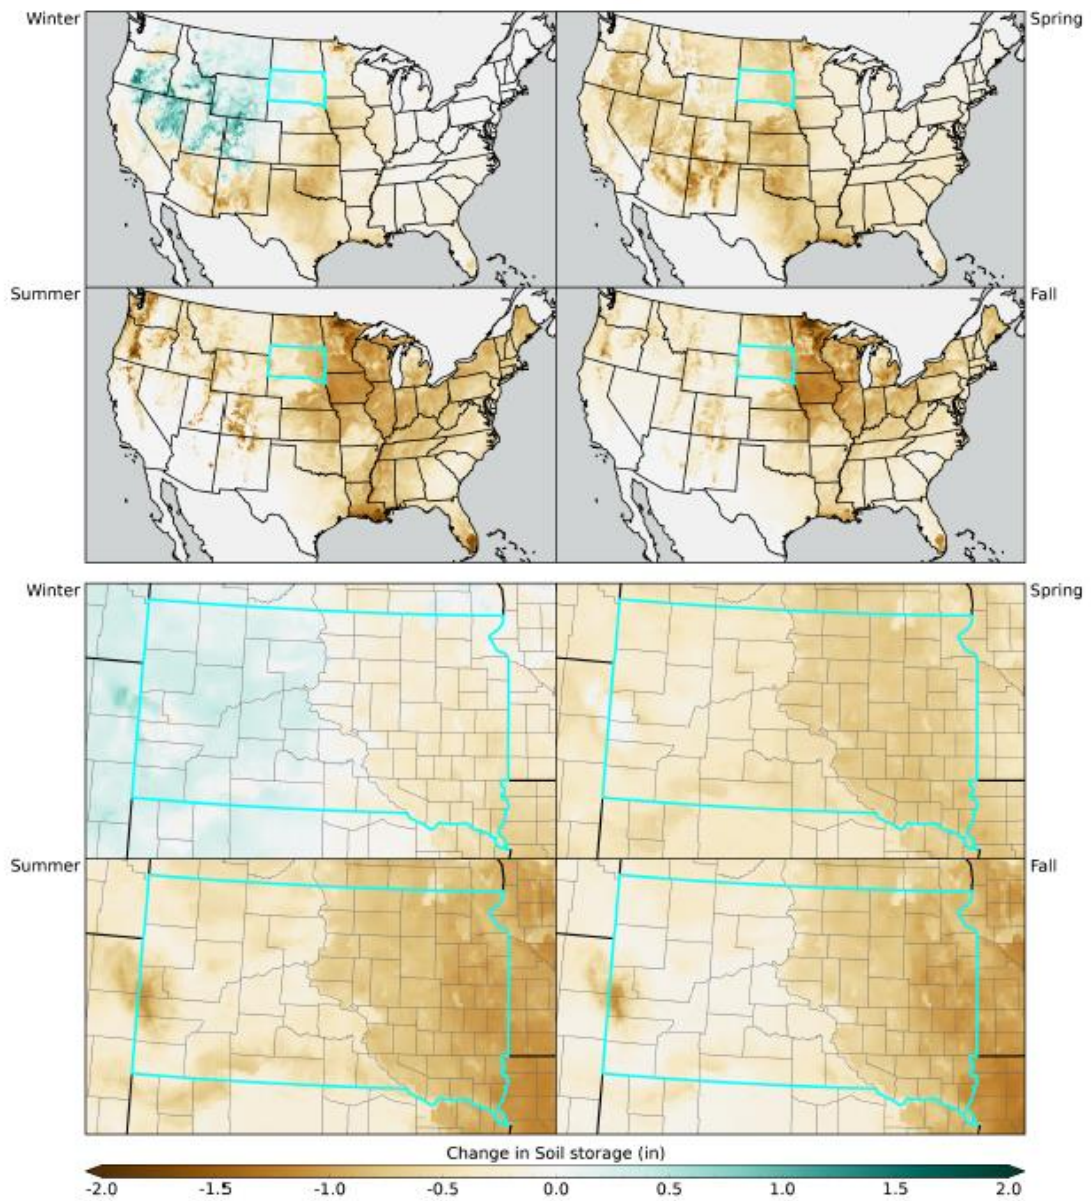 Winter
Spring
Summer
Fall
Winter
Spring
Summer
Fall
Change in Soil storage (in)
-2.0 -1.5 -1.0 -0.5 0.0 0.5 1.0 1.5 2.0